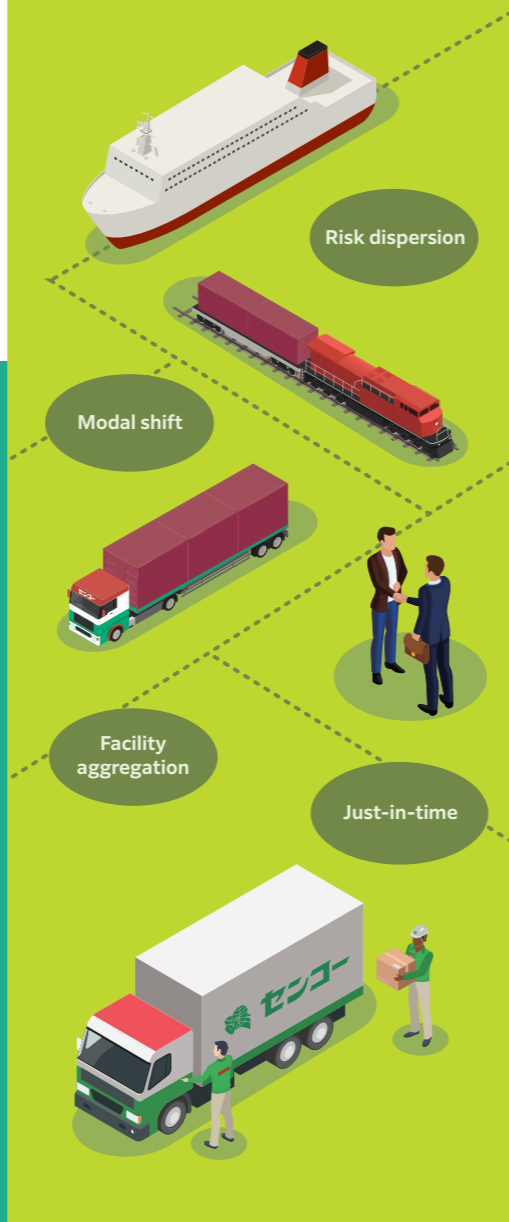 Risk dispersion
Modal shift
Facility
aggregation
Just-in-time
センコー